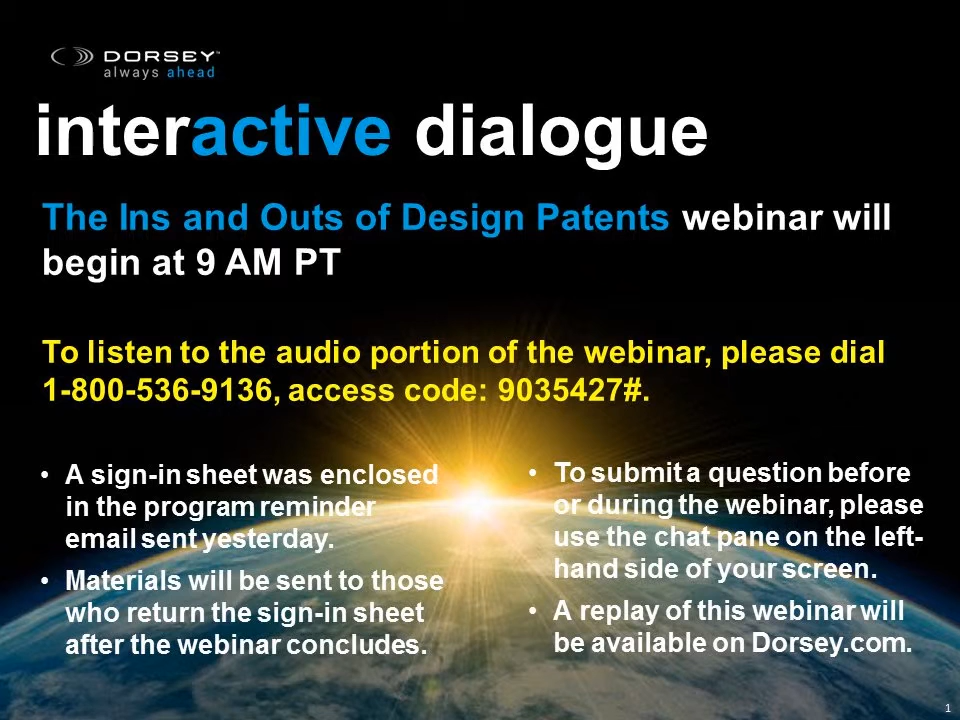 DORSEY™
always ahead
interactive dialogue
The Ins and Outs of Design Patents webinar will
begin at 9 AM PT
To listen to the audio portion of the webinar, please dial
1-800-536-9136, access code: 9035427#.
• A sign-in sheet was enclosed
in the program reminder
email sent yesterday.
• Materials will be sent to those
who return the sign-in sheet
after the webinar concludes.
• To submit a question before
or during the webinar, please
use the chat pane on the left-
hand side of your screen.
• A replay of this webinar will
be available on Dorsey.com.
1